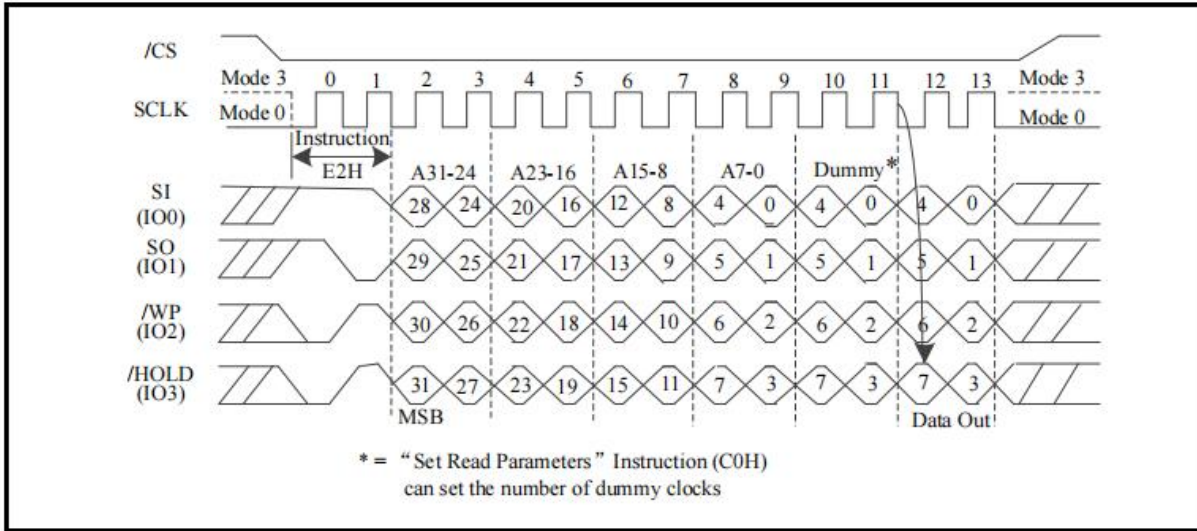 /CS
Mode 3 0 1 2 3 4 5 6 7 8 9 10 11 12 13 Mode 3
SCLK
Mode 0 Mode 0
Instruction
E2H A31-24 A23-16 A15-8 A7-0 Dummy*
SI
(IO0) 28 24 20 16 12 8 4 0 4 0 4 0
SO
(IO1) 29 25 21 17 13 9 5 1 5 1 5 1
/WP
(IO2) 30 26 22 18 14 10 6 2 6 2 6 2
/HOLD
(IO3) 31 27 23 19 15 11 7 3 7 3 7 3
MSB Data Out
* = “Set Read Parameters” Instruction (C0H)
can set the number of dummy clocks